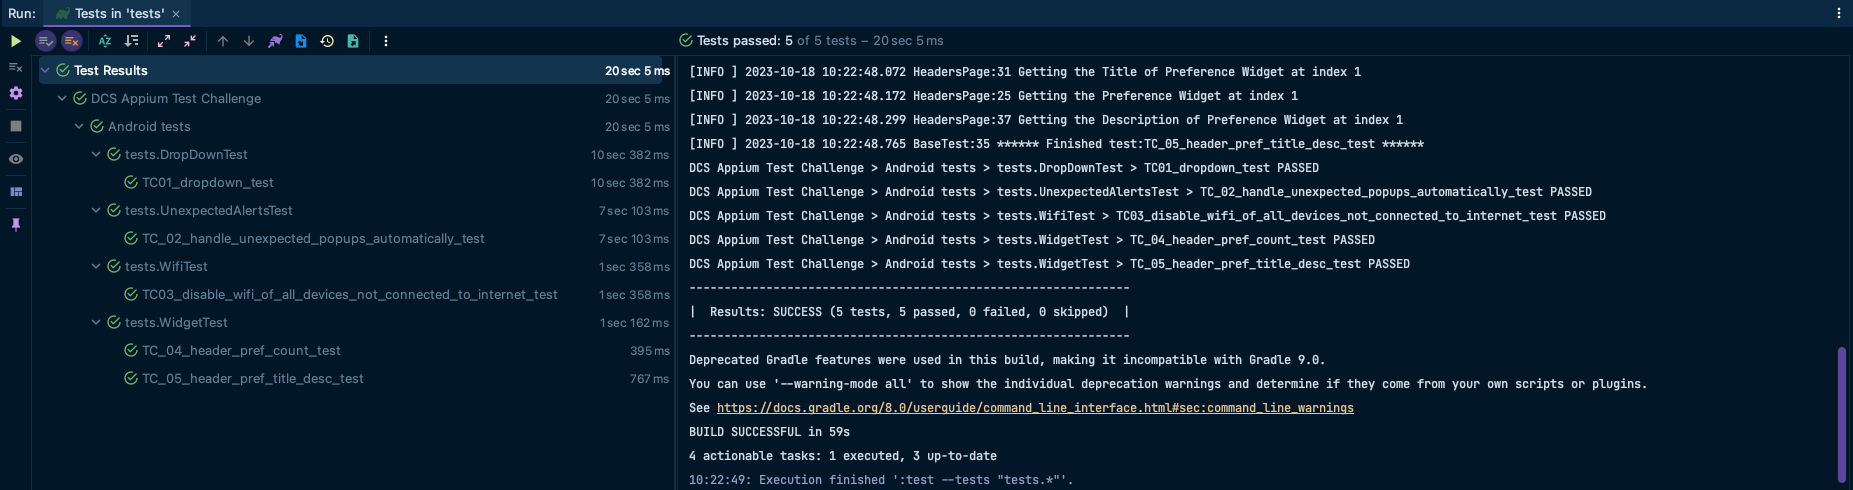 Run: Tests in 'tests' ×
Tests passed: 5 of 5 tests – 20 sec 5 ms
Test Results 20 sec 5 ms
DCS Appium Test Challenge 20 sec 5 ms
Android tests 20 sec 5 ms
tests.DropDownTest 10 sec 382 ms
TC01_dropdown_test 10 sec 382 ms
tests.UnexpectedAlertsTest 7 sec 103 ms
TC_02_handle_unexpected_popups_automatically_test 7 sec 103 ms
tests.WifiTest 1 sec 358 ms
TC03_disable_wifi_of_all_devices_not_connected_to_internet_test 1 sec 358 ms
tests.WidgetTest 1 sec 162 ms
TC_04_header_pref_count_test 395 ms
TC_05_header_pref_title_desc_test 767 ms
[INFO ] 2023-10-18 10:22:48.072 HeadersPage:31 Getting the Title of Preference Widget at index 1
[INFO ] 2023-10-18 10:22:48.172 HeadersPage:25 Getting the Preference Widget at index 1
[INFO ] 2023-10-18 10:22:48.299 HeadersPage:37 Getting the Description of Preference Widget at index 1
[INFO ] 2023-10-18 10:22:48.765 BaseTest:35 ****** Finished test:TC_05_header_pref_title_desc_test ******
DCS Appium Test Challenge > Android tests > tests.DropDownTest > TC01_dropdown_test PASSED
DCS Appium Test Challenge > Android tests > tests.UnexpectedAlertsTest > TC_02_handle_unexpected_popups_automatically_test PASSED
DCS Appium Test Challenge > Android tests > tests.WifiTest > TC03_disable_wifi_of_all_devices_not_connected_to_internet_test PASSED
DCS Appium Test Challenge > Android tests > tests.WidgetTest > TC_04_header_pref_count_test PASSED
DCS Appium Test Challenge > Android tests > tests.WidgetTest > TC_05_header_pref_title_desc_test PASSED
---------------------------------------------------------------
|  Results: SUCCESS (5 tests, 5 passed, 0 failed, 0 skipped)  |
---------------------------------------------------------------
Deprecated Gradle features were used in this build, making it incompatible with Gradle 9.0.
You can use '--warning-mode all' to show the individual deprecation warnings and determine if they come from your own scripts or plugins.
See https://docs.gradle.org/8.0/userguide/command_line_interface.html#sec:command_line_warnings
BUILD SUCCESSFUL in 59s
4 actionable tasks: 1 executed, 3 up-to-date
10:22:49: Execution finished ':test --tests "tests.*"'.